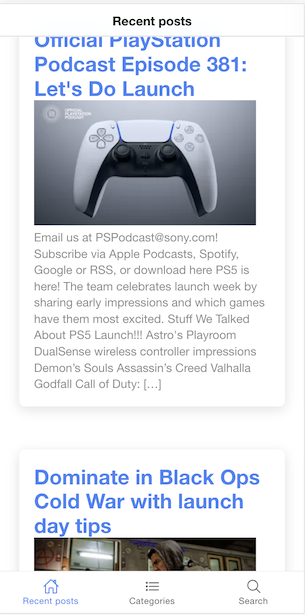 Recent posts
Official PlayStation
Podcast Episode 381:
Let's Do Launch
OFFICIAL
PLAYSTATION
PODCAST
Email us at PSPodcast@sony.com!
Subscribe via Apple Podcasts, Spotify,
Google or RSS, or download here PS5 is
here! The team celebrates launch week by
sharing early impressions and which games
have them most excited. Stuff We Talked
About PS5 Launch!!! Astro's Playroom
DualSense wireless controller impressions
Demon’s Souls Assassin’s Creed Valhalla
Godfall Call of Duty: […]
Dominate in Black Ops
Cold War with launch
day tips
Recent posts
Categories
Search